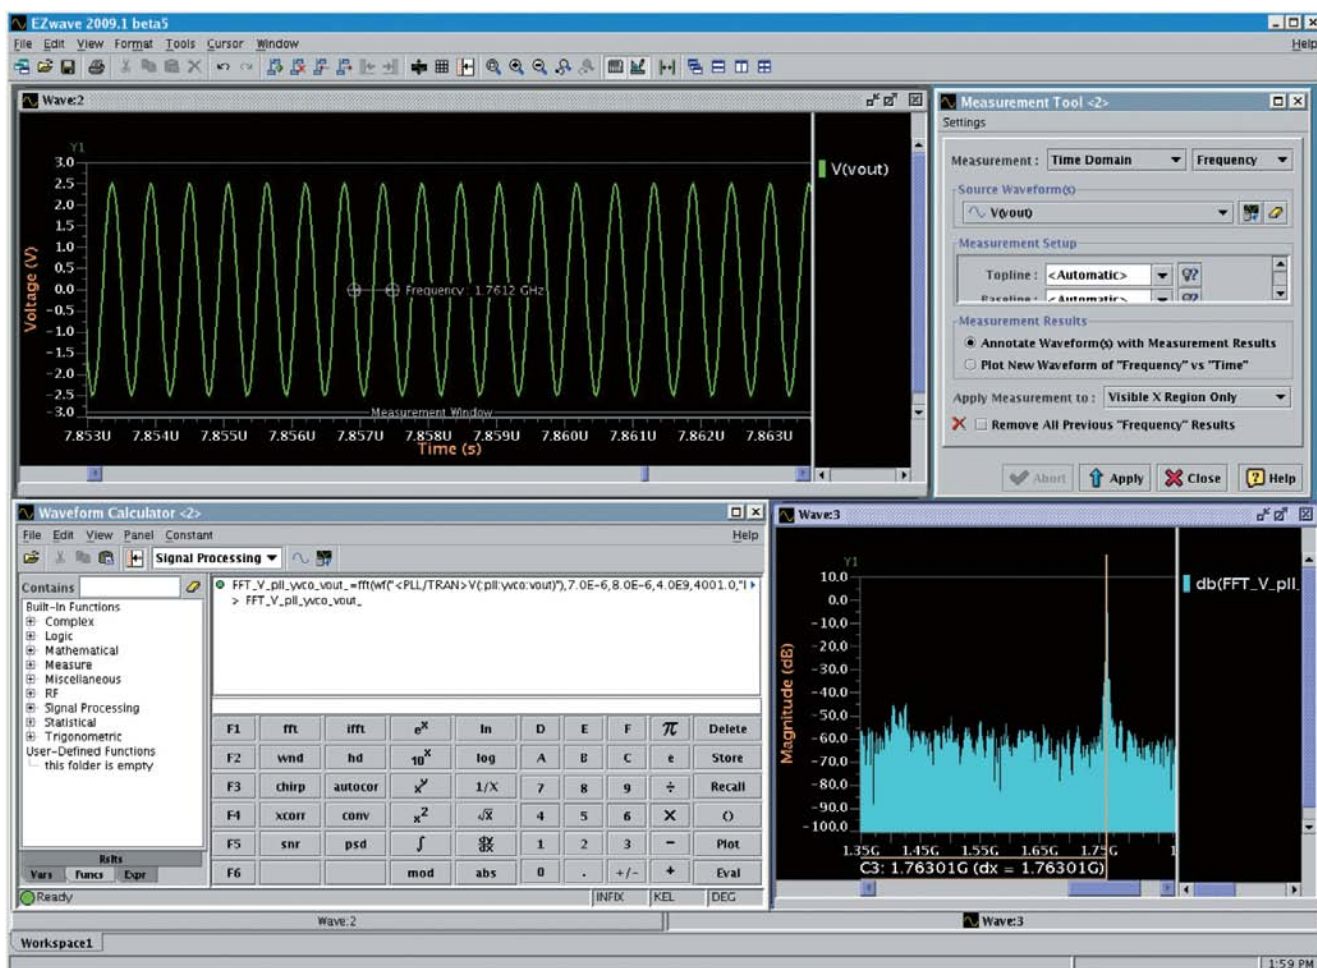 EZwave 2009.1 beta5
File Edit View Format Tools Cursor Window Help
Wave:2
Y1
3.0
2.5
2.0
1.5
1.0
0.5
0.0
-0.5
-1.0
-1.5
-2.0
-2.5
-3.0
Voltage (V)
Frequency : 1.7612 GHz
Measurement Window
7.853U 7.854U 7.855U 7.856U 7.857U 7.858U 7.859U 7.860U 7.861U 7.862U 7.863U
Time (s)
V(vout)
Measurement Tool <2>
Settings
Measurement : Time Domain Frequency
Source Waveform(s)
V(vout)
Measurement Setup
Topline : <Automatic>
Baseline : <Automatic>
Measurement Results
Annotate Waveform(s) with Measurement Results
Plot New Waveform of "Frequency" vs "Time"
Apply Measurement to : Visible X Region Only
Remove All Previous "Frequency" Results
Abort Apply Close Help
Waveform Calculator <2>
File Edit View Panel Constant Help
Signal Processing
Contains
Built-In Functions
Complex
Logic
Mathematical
Measure
Miscellaneous
RF
Signal Processing
Statistical
Trigonometric
User-Defined Functions
this folder is empty
Rslts
Vars Funcs Expr
FFT_V_pll_yvco_vout_=fft(wf("<PLL/TRAN>V(:pll:yvco:vout)"),7.0E-6,8.0E-6,4.0E9,4001.0,"
> FFT_V_pll_yvco_vout_
F1 fft ifft e^x ln D E F π Delete
F2 wnd hd 10^x log A B C e Store
F3 chirp autocor x^y 1/X 7 8 9 ÷ Recall
F4 xcorr conv x^2 √x 4 5 6 X ()
F5 snr psd ∫ dy/dx 1 2 3 - Plot
F6 mod abs 0 . +/- + Eval
Ready INFIX KEL DEG
Wave:3
Y1
10.0
0.0
-10.0
-20.0
-30.0
-40.0
-50.0
-60.0
-70.0
-80.0
-90.0
-100.0
Magnitude (dB)
1.35G 1.45G 1.55G 1.65G 1.75G 1
C3: 1.76301G (dx = 1.76301G)
db(FFT_V_pll_
Wave:2
Wave:3
Workspace1
1:59 PM